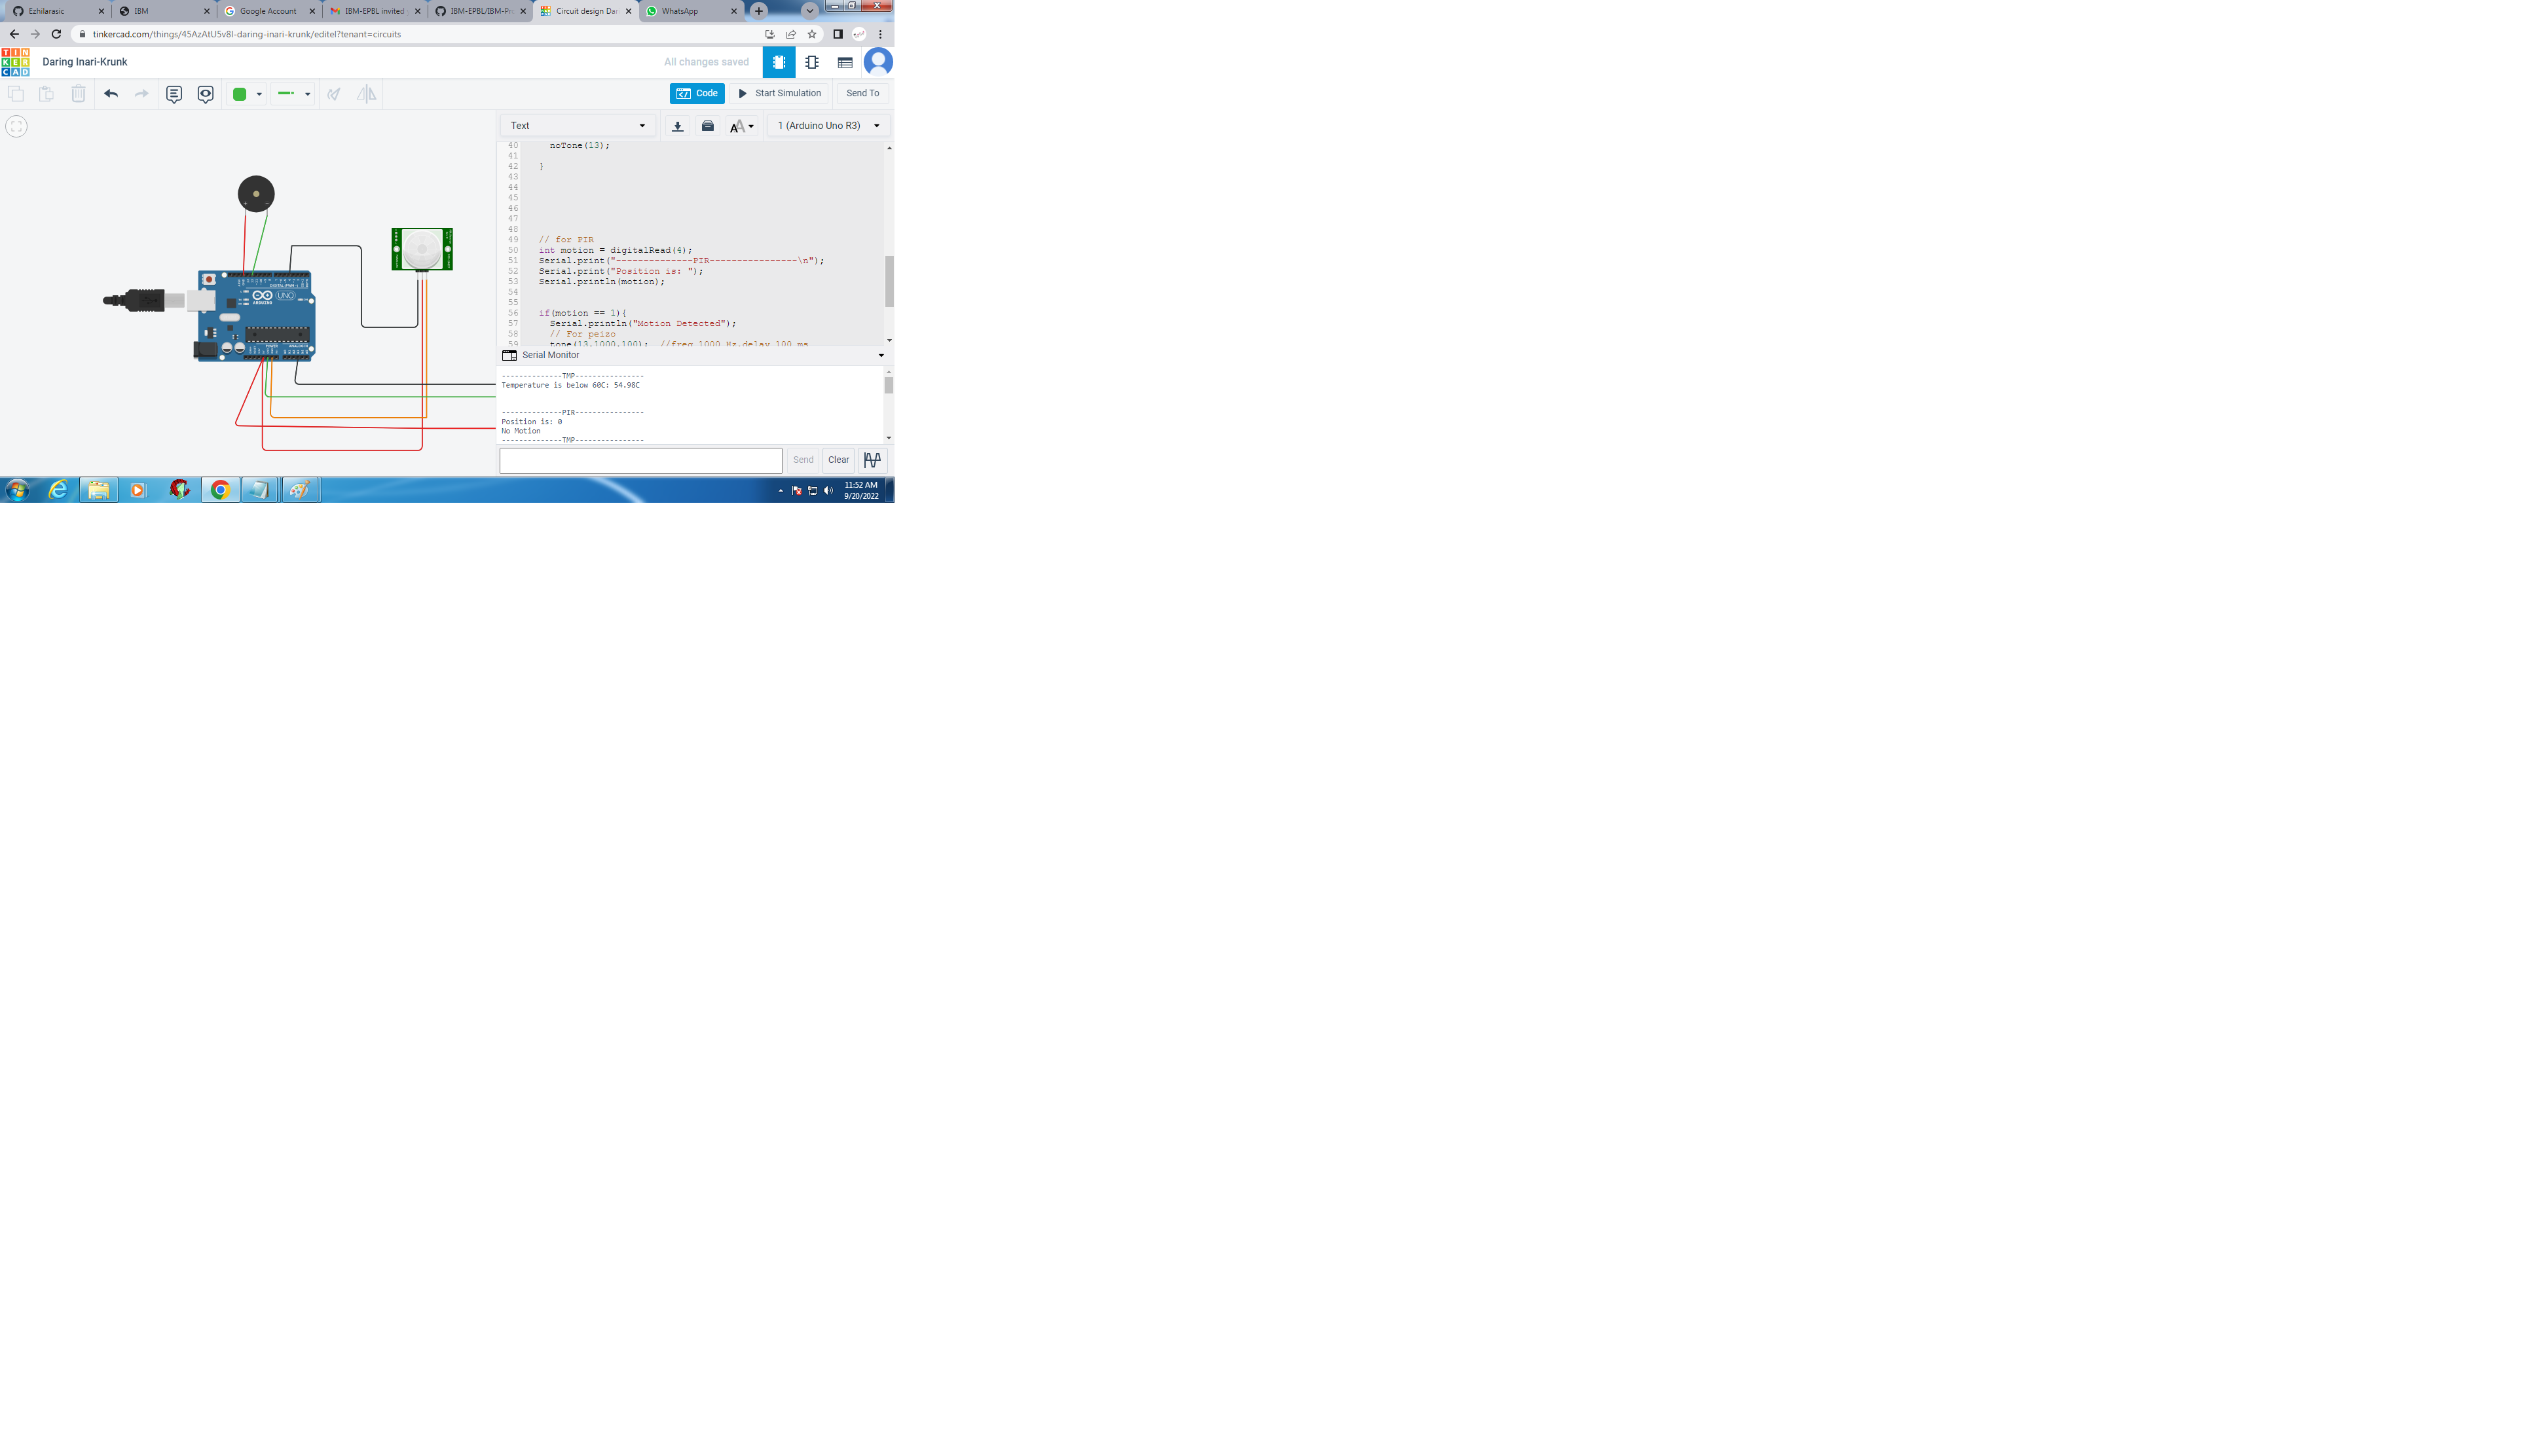 Ezhilarasic
IBM
Google Account
IBM-EPBL invited
IBM-EPBL/IBM-Pr
Circuit design Dari
WhatsApp
tinkercad.com/things/45AzAtU5v8I-daring-inari-krunk/editel?tenant=circuits
TIN
KER
CAD
Daring Inari-Krunk
All changes saved
Code
Start Simulation
Send To
Text
1 (Arduino Uno R3)
40 noTone(13);
41
42 }
43
44
45
46
47
48
49 // for PIR
50 int motion = digitalRead(4);
51 Serial.print("--------------PIR----------------\n");
52 Serial.print("Position is: ");
53 Serial.println(motion);
54
55
56 if(motion == 1){
57 Serial.println("Motion Detected");
58 // For peizo
59 tone(13,1000,100); //freq 1000 Hz,delay 100 ms
UNO
ARDUINO
POWER
Serial Monitor
--------------TMP----------------
Temperature is below 60C: 54.98C
--------------PIR----------------
Position is: 0
No Motion
--------------TMP----------------
Send
Clear
11:52 AM
9/20/2022